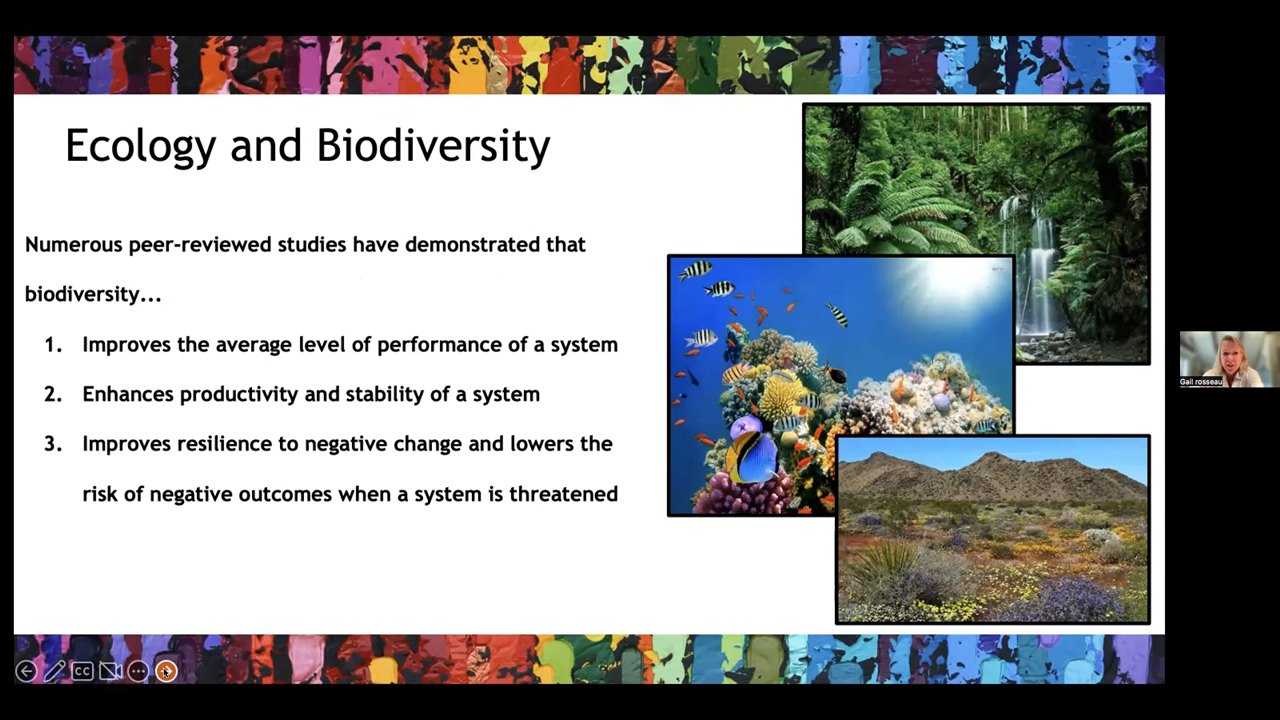 Ecology and Biodiversity
Numerous peer-reviewed studies have demonstrated that
biodiversity...
1. Improves the average level of performance of a system
2. Enhances productivity and stability of a system
3. Improves resilience to negative change and lowers the
risk of negative outcomes when a system is threatened
Gail rosseau
CC